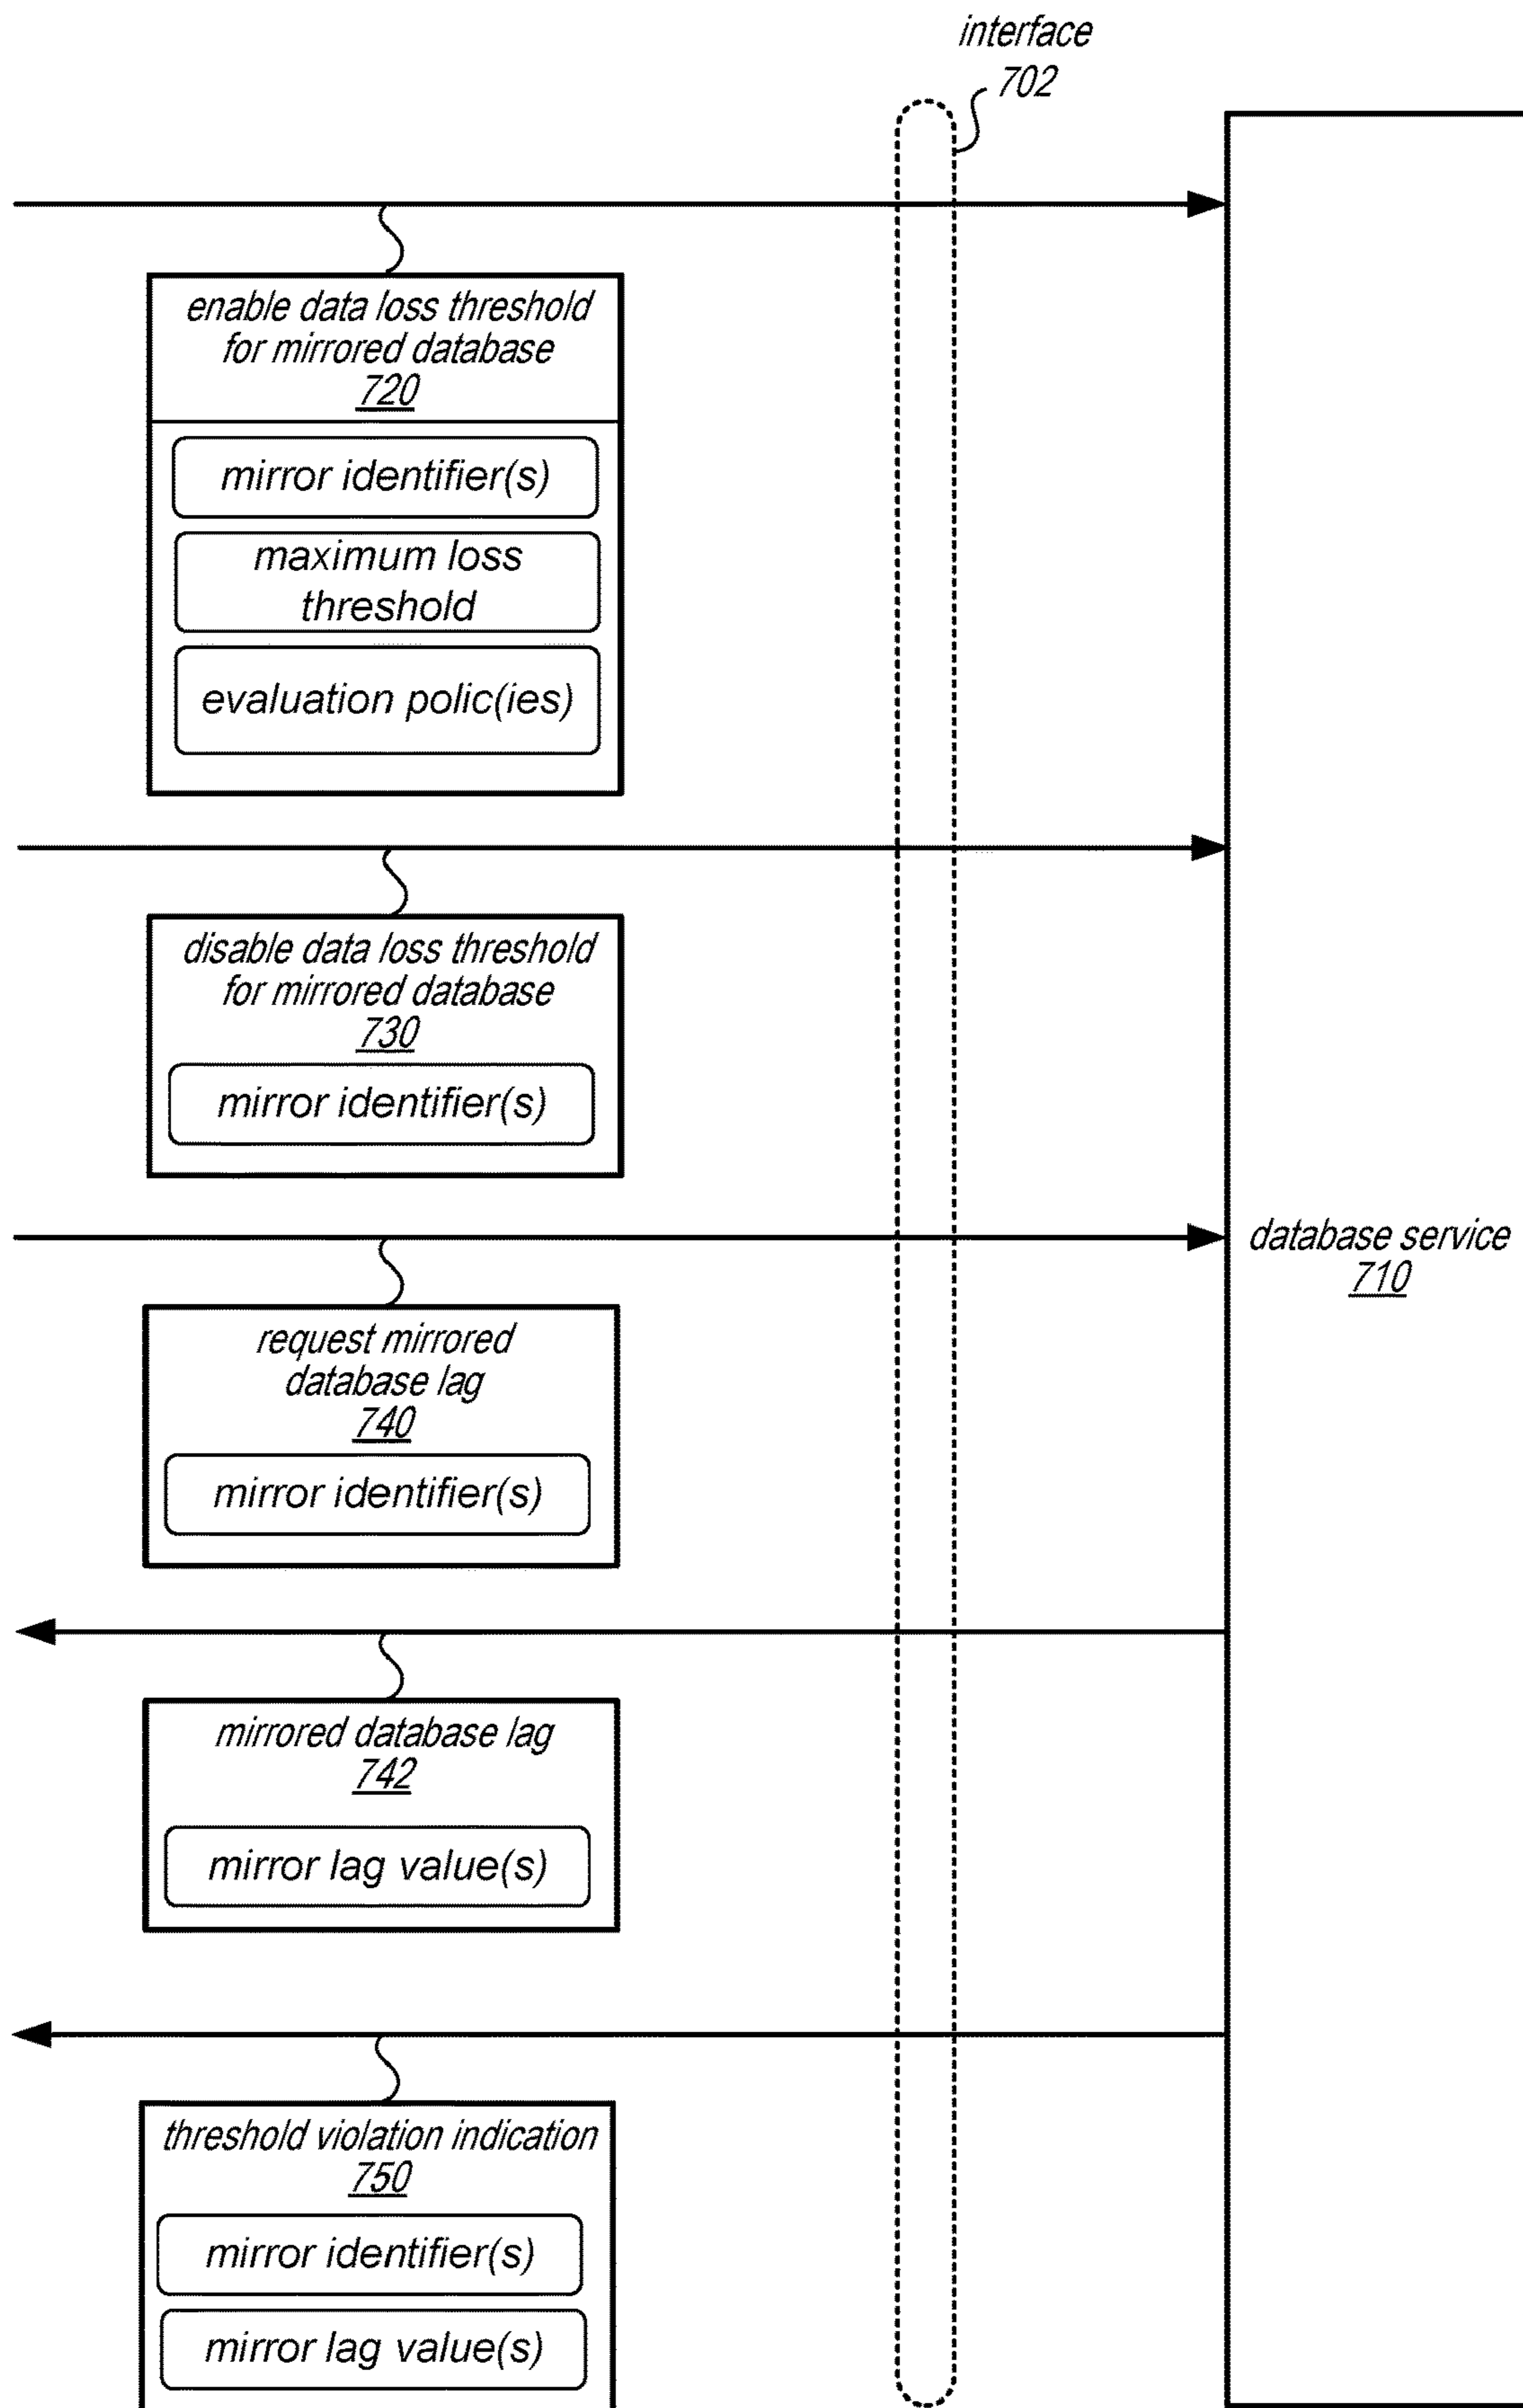 interface
702
enable data loss threshold
for mirrored database
720
mirror identifier(s)
maximum loss
threshold
evaluation polic(ies)
disable data loss threshold
for mirrored database
730
mirror identifier(s)
database service
710
request mirrored
database lag
740
mirror identifier(s)
mirrored database lag
742
mirror lag value(s)
threshold violation indication
750
mirror identifier(s)
mirror lag value(s)